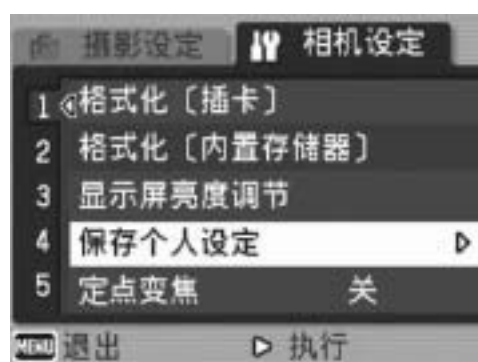 摄影设定 相机设定
1 格式化〔插卡〕
2 格式化〔内置存储器〕
3 显示屏亮度调节
4 保存个人设定
5 定点变焦 关
MENU 退出 执行